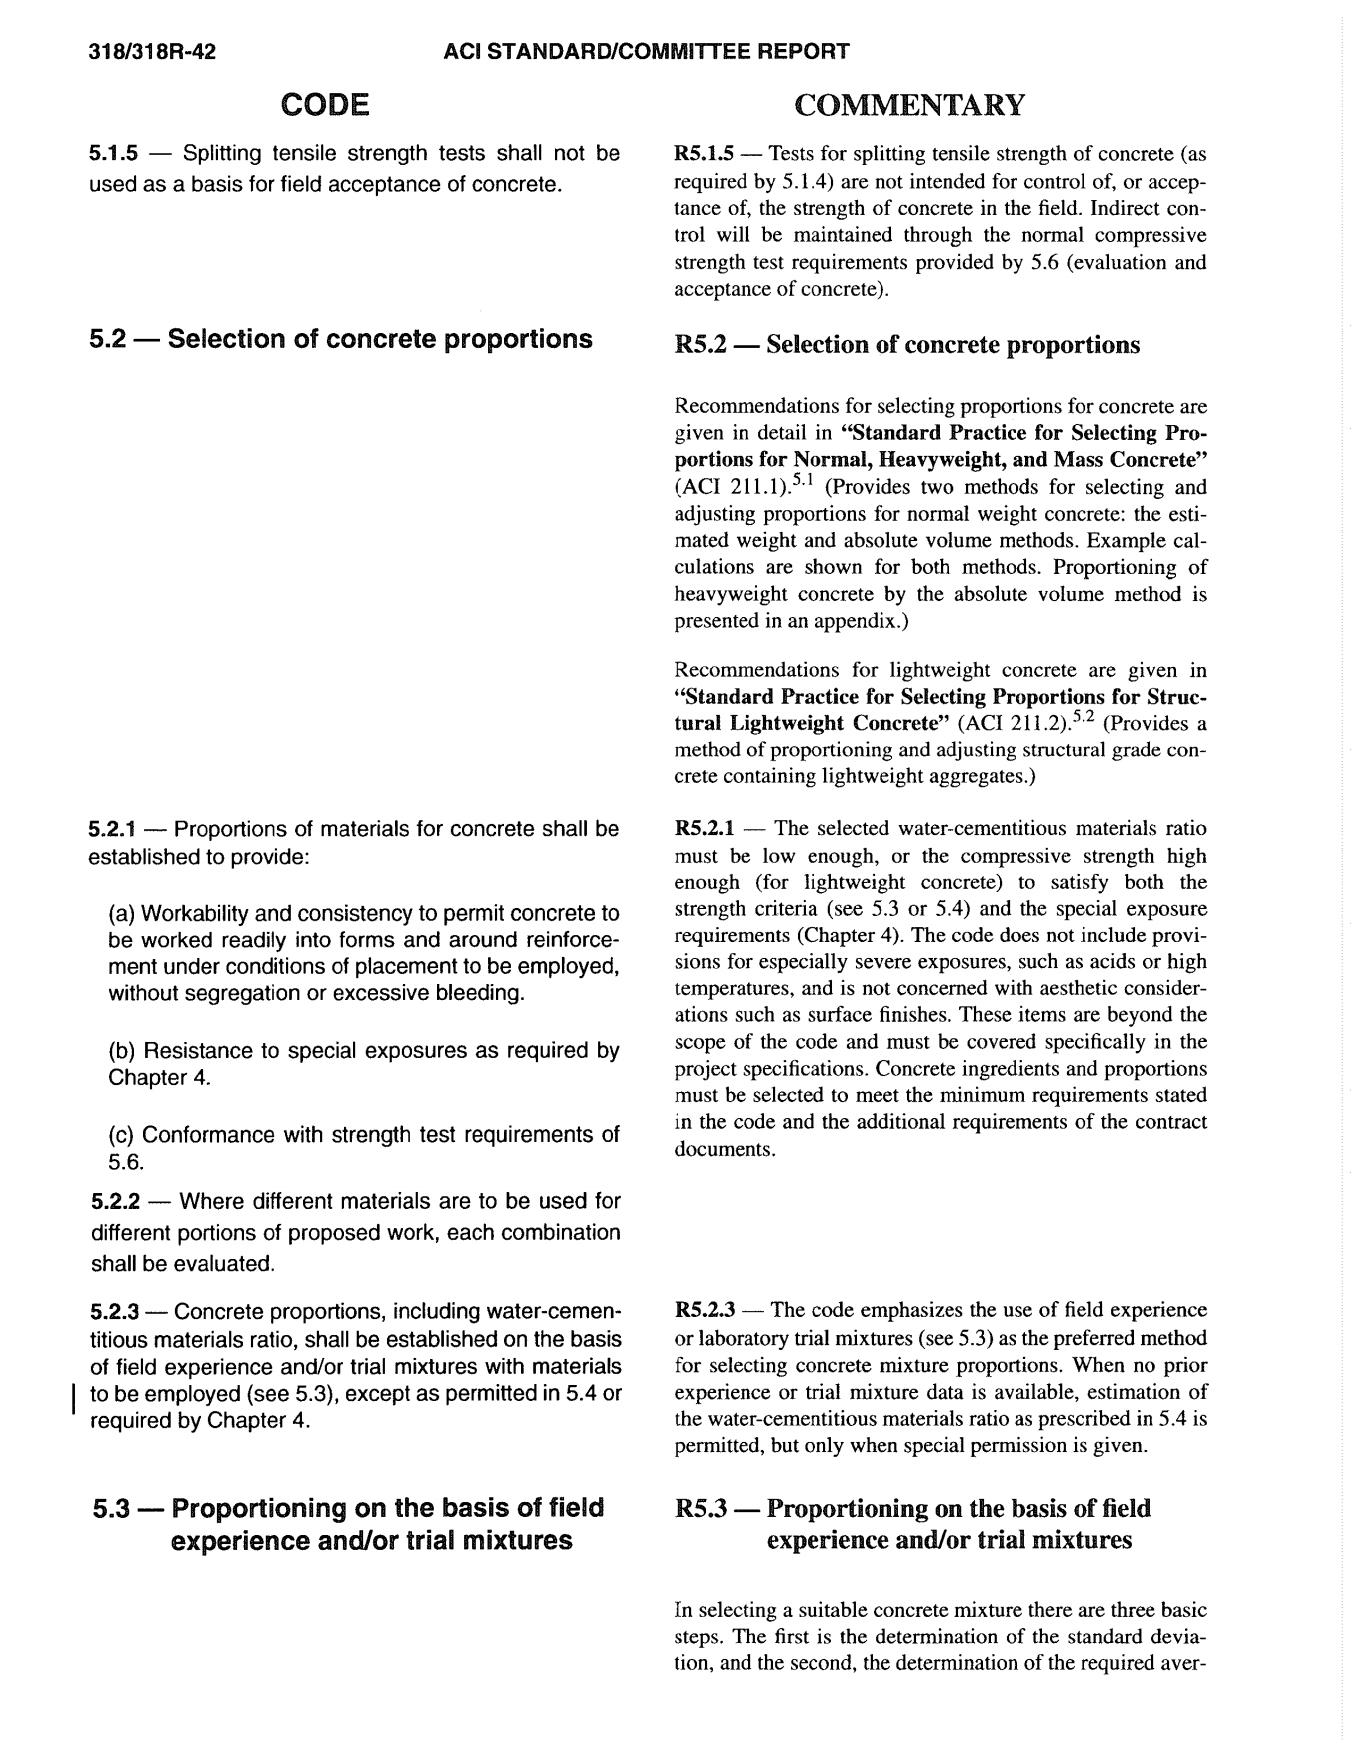 318/318R-42
ACI STANDARD/COMMITTEE REPORT
CODE
5.1.5 — Splitting tensile strength tests shall not be
used as a basis for field acceptance of concrete.
5.2 — Selection of concrete proportions
5.2.1 — Proportions of materials for concrete shall be
established to provide:
(a) Workability and consistency to permit concrete to
be worked readily into forms and around reinforce-
ment under conditions of placement to be employed,
without segregation or excessive bleeding.
(b) Resistance to special exposures as required by
Chapter 4.
(c) Conformance with strength test requirements of
5.6.
5.2.2 — Where different materials are to be used for
different portions of proposed work, each combination
shall be evaluated.
5.2.3 — Concrete proportions, including water-cemen-
titious materials ratio, shall be established on the basis
of field experience and/or trial mixtures with materials
to be employed (see 5.3), except as permitted in 5.4 or
required by Chapter 4.
5.3 — Proportioning on the basis of field
experience and/or trial mixtures
COMMENTARY
R5.1.5 — Tests for splitting tensile strength of concrete (as
required by 5.1.4) are not intended for control of, or accep-
tance of, the strength of concrete in the field. Indirect con-
trol will be maintained through the normal compressive
strength test requirements provided by 5.6 (evaluation and
acceptance of concrete).
R5.2 — Selection of concrete proportions
Recommendations for selecting proportions for concrete are
given in detail in “Standard Practice for Selecting Pro-
portions for Normal, Heavyweight, and Mass Concrete”
(ACI 211.1).5.1 (Provides two methods for selecting and
adjusting proportions for normal weight concrete: the esti-
mated weight and absolute volume methods. Example cal-
culations are shown for both methods. Proportioning of
heavyweight concrete by the absolute volume method is
presented in an appendix.)
Recommendations for lightweight concrete are given in
“Standard Practice for Selecting Proportions for Struc-
tural Lightweight Concrete” (ACI 211.2).5.2 (Provides a
method of proportioning and adjusting structural grade con-
crete containing lightweight aggregates.)
R5.2.1 — The selected water-cementitious materials ratio
must be low enough, or the compressive strength high
enough (for lightweight concrete) to satisfy both the
strength criteria (see 5.3 or 5.4) and the special exposure
requirements (Chapter 4). The code does not include provi-
sions for especially severe exposures, such as acids or high
temperatures, and is not concerned with aesthetic consider-
ations such as surface finishes. These items are beyond the
scope of the code and must be covered specifically in the
project specifications. Concrete ingredients and proportions
must be selected to meet the minimum requirements stated
in the code and the additional requirements of the contract
documents.
R5.2.3 — The code emphasizes the use of field experience
or laboratory trial mixtures (see 5.3) as the preferred method
for selecting concrete mixture proportions. When no prior
experience or trial mixture data is available, estimation of
the water-cementitious materials ratio as prescribed in 5.4 is
permitted, but only when special permission is given.
R5.3 — Proportioning on the basis of field
experience and/or trial mixtures
In selecting a suitable concrete mixture there are three basic
steps. The first is the determination of the standard devia-
tion, and the second, the determination of the required aver-